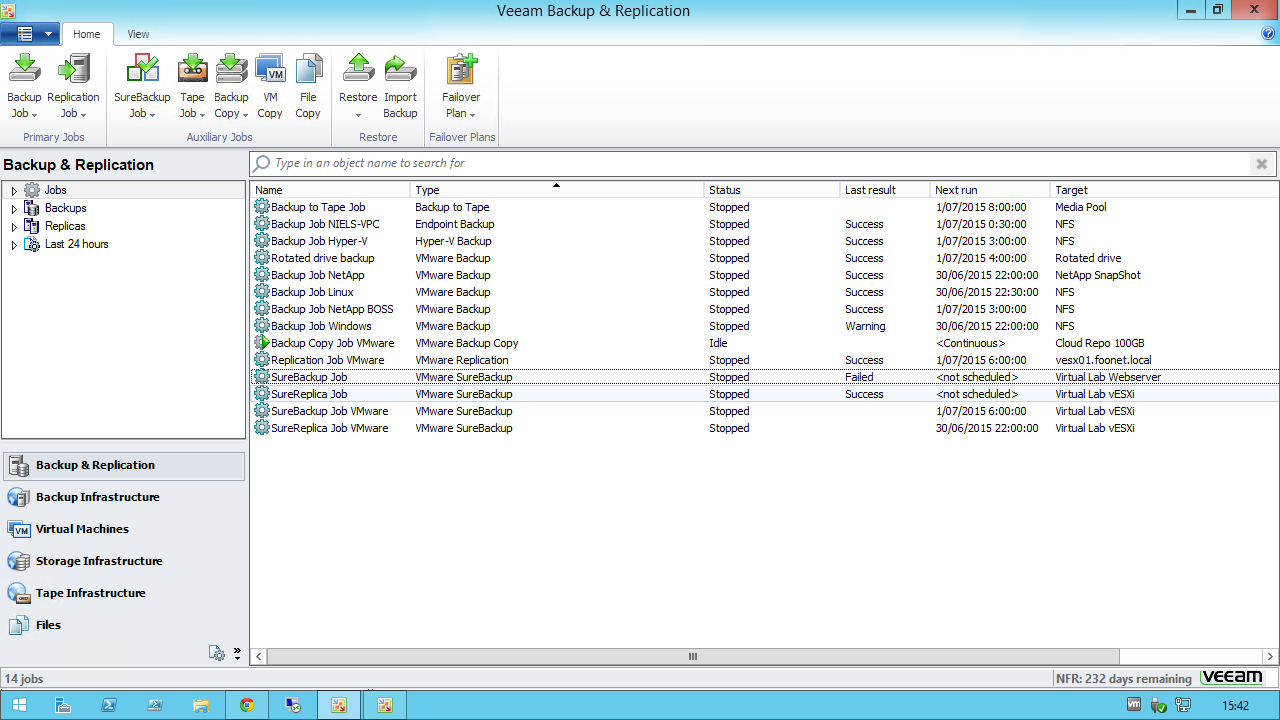 Veeam Backup & Replication
Home View
Backup Job Replication Job SureBackup Job Tape Job Backup Copy VM Copy File Copy Restore Import Backup Failover Plan
Primary Jobs Auxiliary Jobs Restore Failover Plans
Backup & Replication
Type in an object name to search for
Jobs
Backups
Replicas
Last 24 hours
Name Type Status Last result Next run Target
Backup to Tape Job Backup to Tape Stopped 1/07/2015 8:00:00 Media Pool
Backup Job NIELS-VPC Endpoint Backup Stopped Success 1/07/2015 0:30:00 NFS
Backup Job Hyper-V Hyper-V Backup Stopped Success 1/07/2015 3:00:00 NFS
Rotated drive backup VMware Backup Stopped Success 1/07/2015 4:00:00 Rotated drive
Backup Job NetApp VMware Backup Stopped Success 30/06/2015 22:00:00 NetApp SnapShot
Backup Job Linux VMware Backup Stopped Success 30/06/2015 22:30:00 NFS
Backup Job NetApp BOSS VMware Backup Stopped Success 1/07/2015 3:00:00 NFS
Backup Job Windows VMware Backup Stopped Warning 30/06/2015 22:00:00 NFS
Backup Copy Job VMware VMware Backup Copy Idle <Continuous> Cloud Repo 100GB
Replication Job VMware VMware Replication Stopped Success 1/07/2015 6:00:00 vesx01.foonet.local
SureBackup Job VMware SureBackup Stopped Failed <not scheduled> Virtual Lab Webserver
SureReplica Job VMware SureBackup Stopped Success <not scheduled> Virtual Lab vESXi
SureBackup Job VMware VMware SureBackup Stopped 1/07/2015 6:00:00 Virtual Lab vESXi
SureReplica Job VMware VMware SureBackup Stopped 30/06/2015 22:00:00 Virtual Lab vESXi
Backup & Replication
Backup Infrastructure
VM Virtual Machines
Storage Infrastructure
Tape Infrastructure
Files
14 jobs NFR: 232 days remaining veeam
vm 15:42